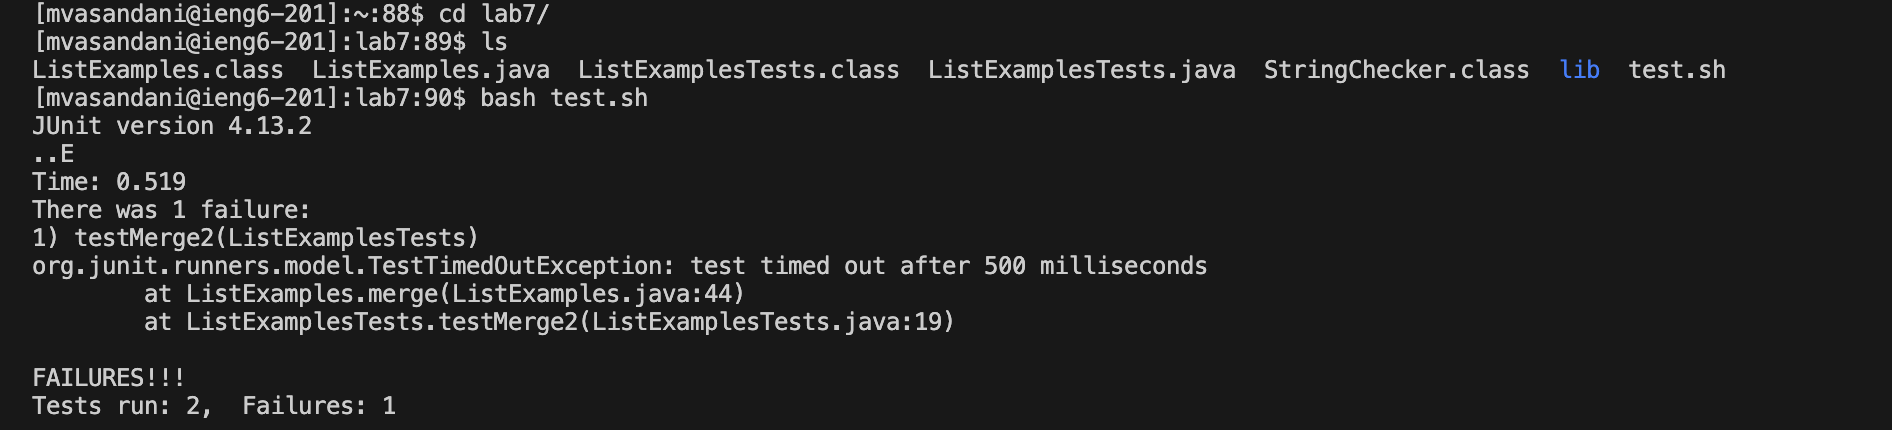 [mvasandani@ieng6-201]:~:88$ cd lab7/
[mvasandani@ieng6-201]:lab7:89$ ls
ListExamples.class  ListExamples.java  ListExamplesTests.class  ListExamplesTests.java  StringChecker.class  lib  test.sh
[mvasandani@ieng6-201]:lab7:90$ bash test.sh
JUnit version 4.13.2
..E
Time: 0.519
There was 1 failure:
1) testMerge2(ListExamplesTests)
org.junit.runners.model.TestTimedOutException: test timed out after 500 milliseconds
        at ListExamples.merge(ListExamples.java:44)
        at ListExamplesTests.testMerge2(ListExamplesTests.java:19)
FAILURES!!!
Tests run: 2,  Failures: 1